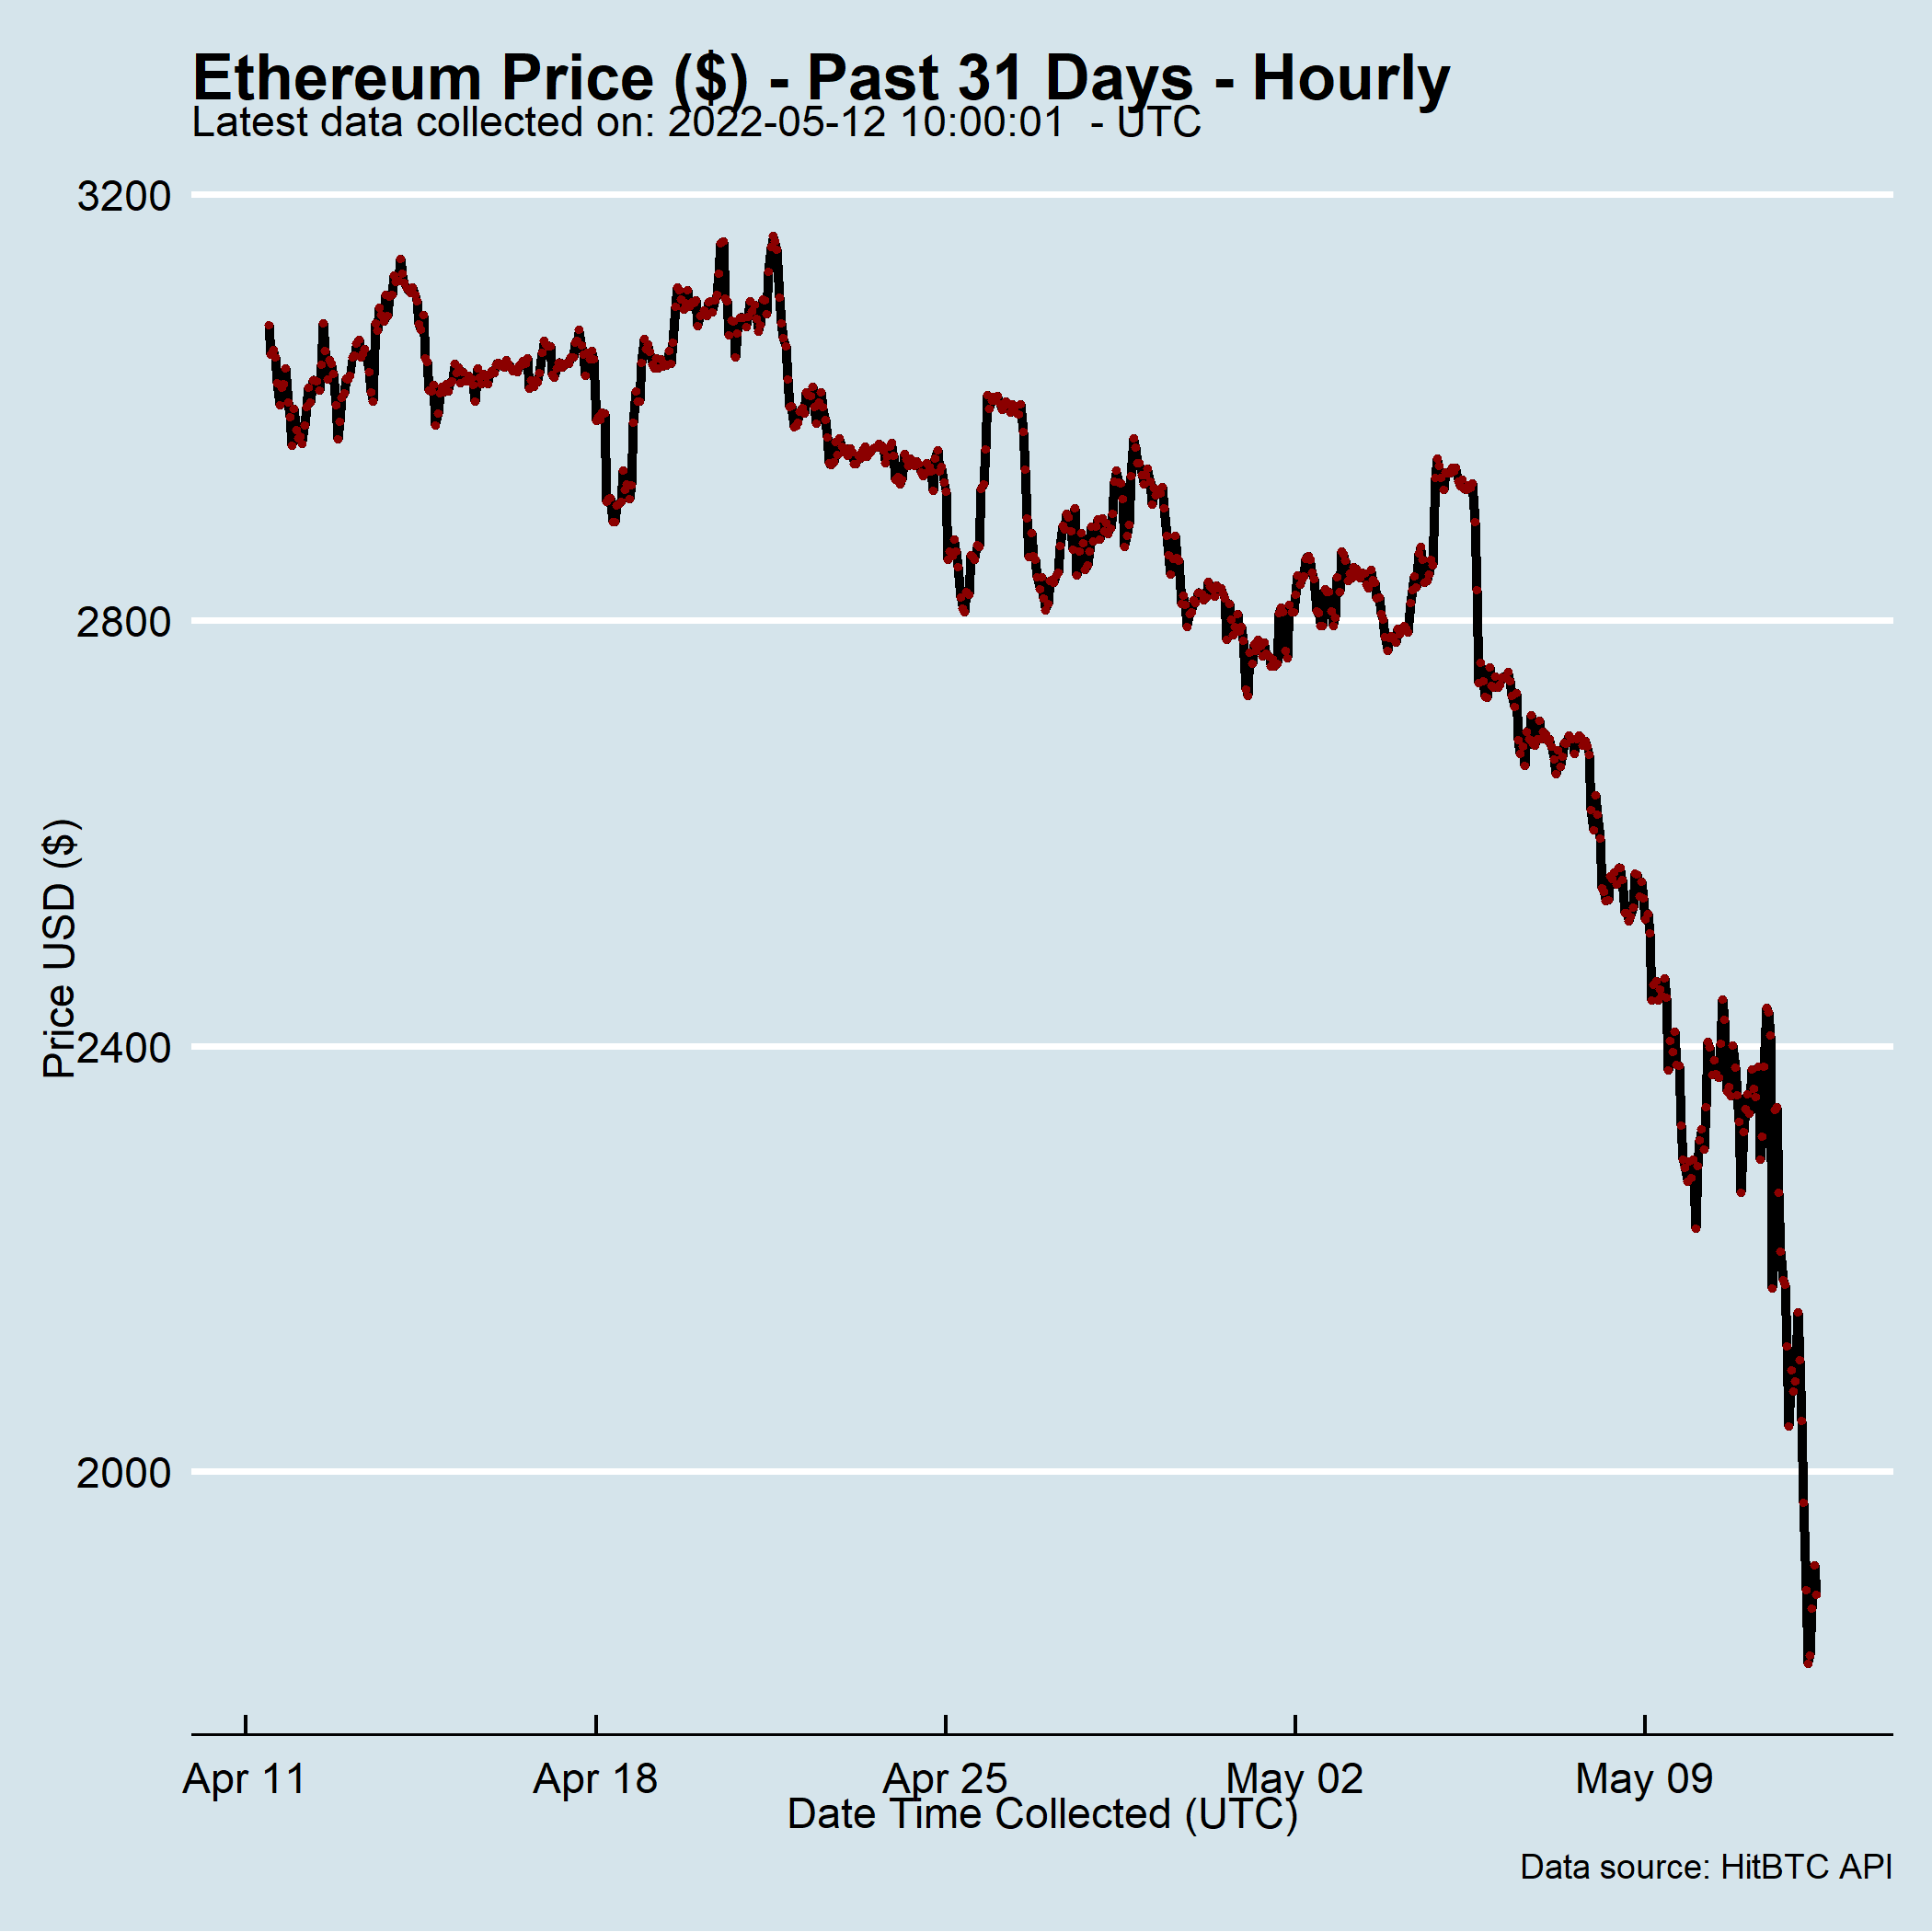 Ethereum Price ($) - Past 31 Days - Hourly
Latest data collected on: 2022-05-12 10:00:01  - UTC
3200
2800
2400
2000
Price USD ($)
Apr 11
Apr 18
Apr 25
May 02
May 09
Date Time Collected (UTC)
Data source: HitBTC API